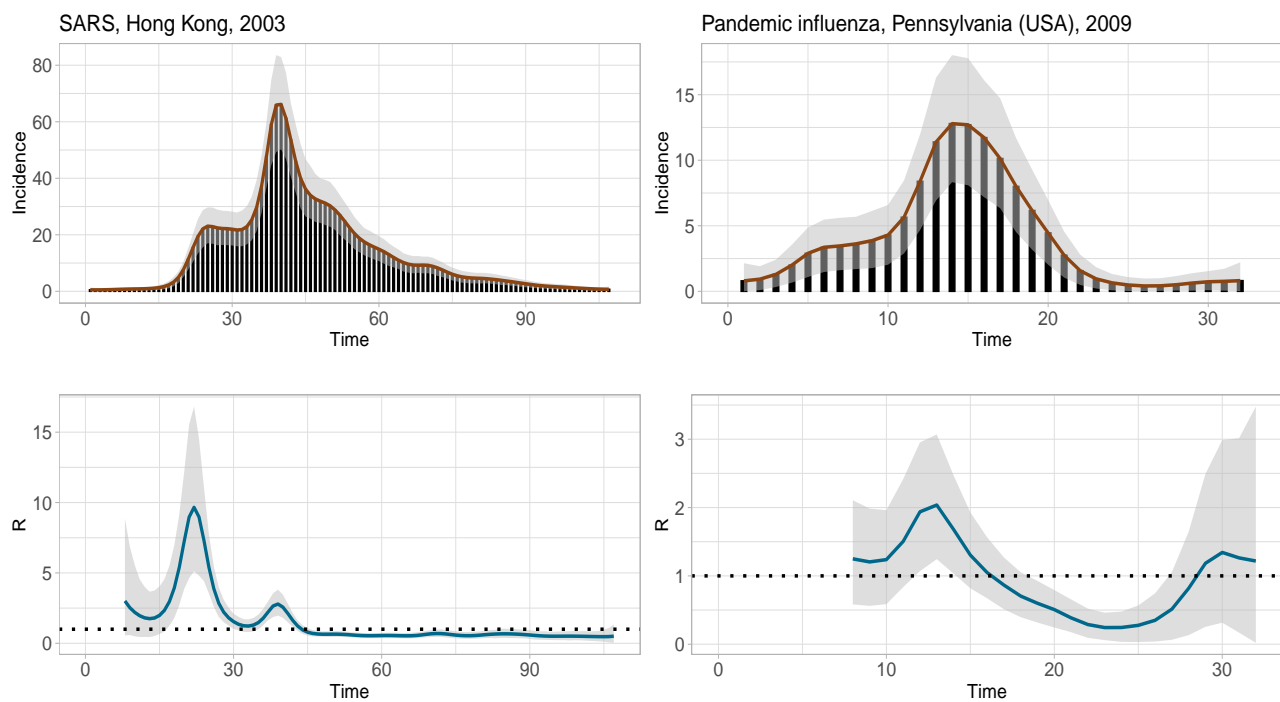 SARS, Hong Kong, 2003
80
60
40
20
0
Incidence
0 30 60 90
Time
Pandemic influenza, Pennsylvania (USA), 2009
15
10
5
0
Incidence
0 10 20 30
Time
15
10
5
0
R
0 30 60 90
Time
3
2
1
0
R
0 10 20 30
Time